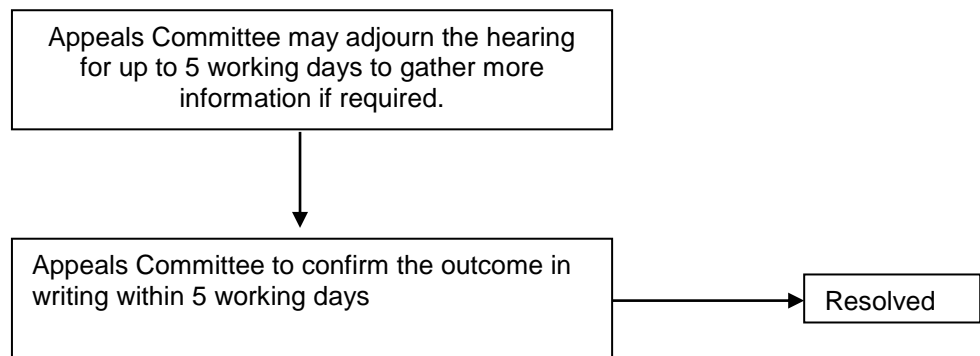 Appeals Committee may adjourn the hearing
for up to 5 working days to gather more
information if required.
Appeals Committee to confirm the outcome in
writing within 5 working days
Resolved